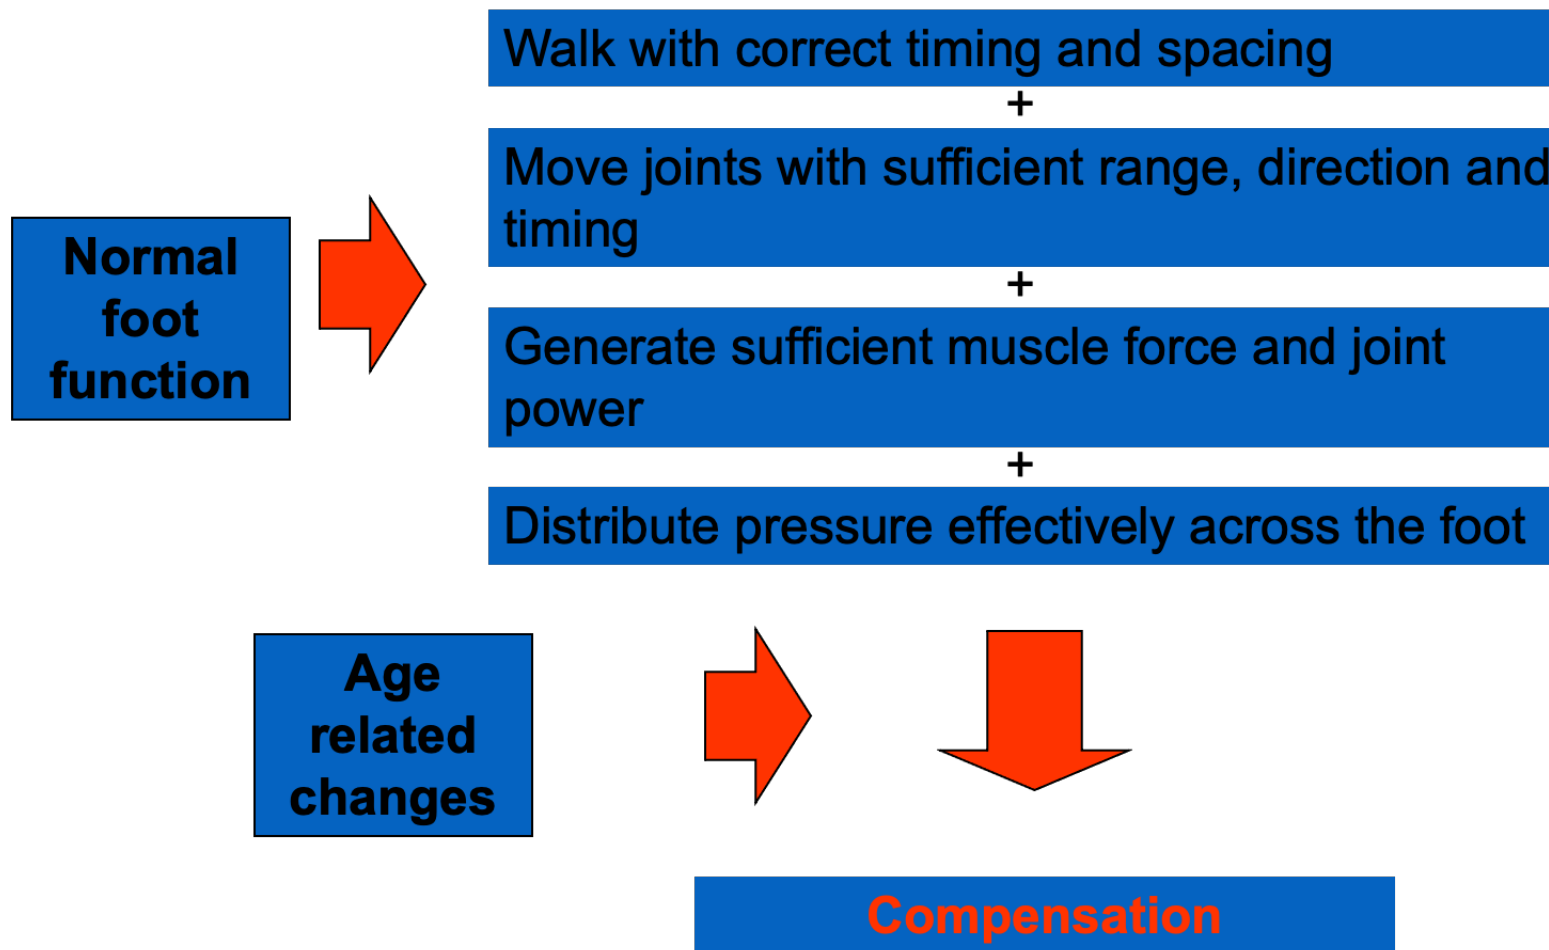 Walk with correct timing and spacing
+
Move joints with sufficient range, direction and
timing
+
Generate sufficient muscle force and joint
power
+
Distribute pressure effectively across the foot
Normal
foot
function
Age
related
changes
Compensation